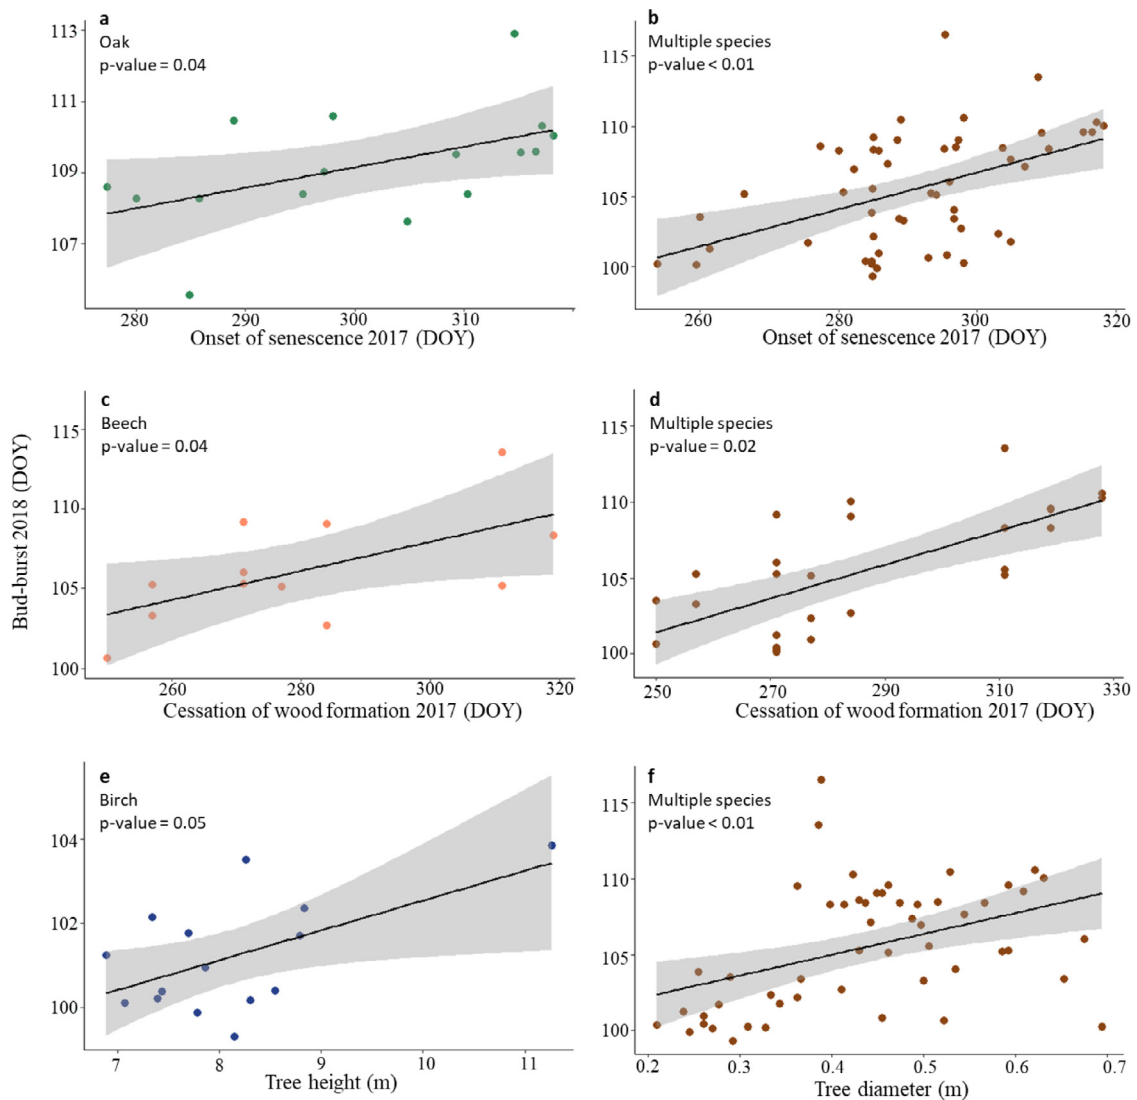 a
Oak
p-value = 0.04
113
111
109
107
280
290
300
310
Onset of senescence 2017 (DOY)
b
Multiple species
p-value < 0.01
115
110
105
100
260
280
300
320
Onset of senescence 2017 (DOY)
Bud-burst 2018 (DOY)
c
Beech
p-value = 0.04
115
110
105
100
260
280
300
320
Cessation of wood formation 2017 (DOY)
d
Multiple species
p-value = 0.02
115
110
105
100
250
270
290
310
330
Cessation of wood formation 2017 (DOY)
e
Birch
p-value = 0.05
104
102
100
7
8
9
10
11
Tree height (m)
f
Multiple species
p-value < 0.01
115
110
105
100
0.2
0.3
0.4
0.5
0.6
0.7
Tree diameter (m)